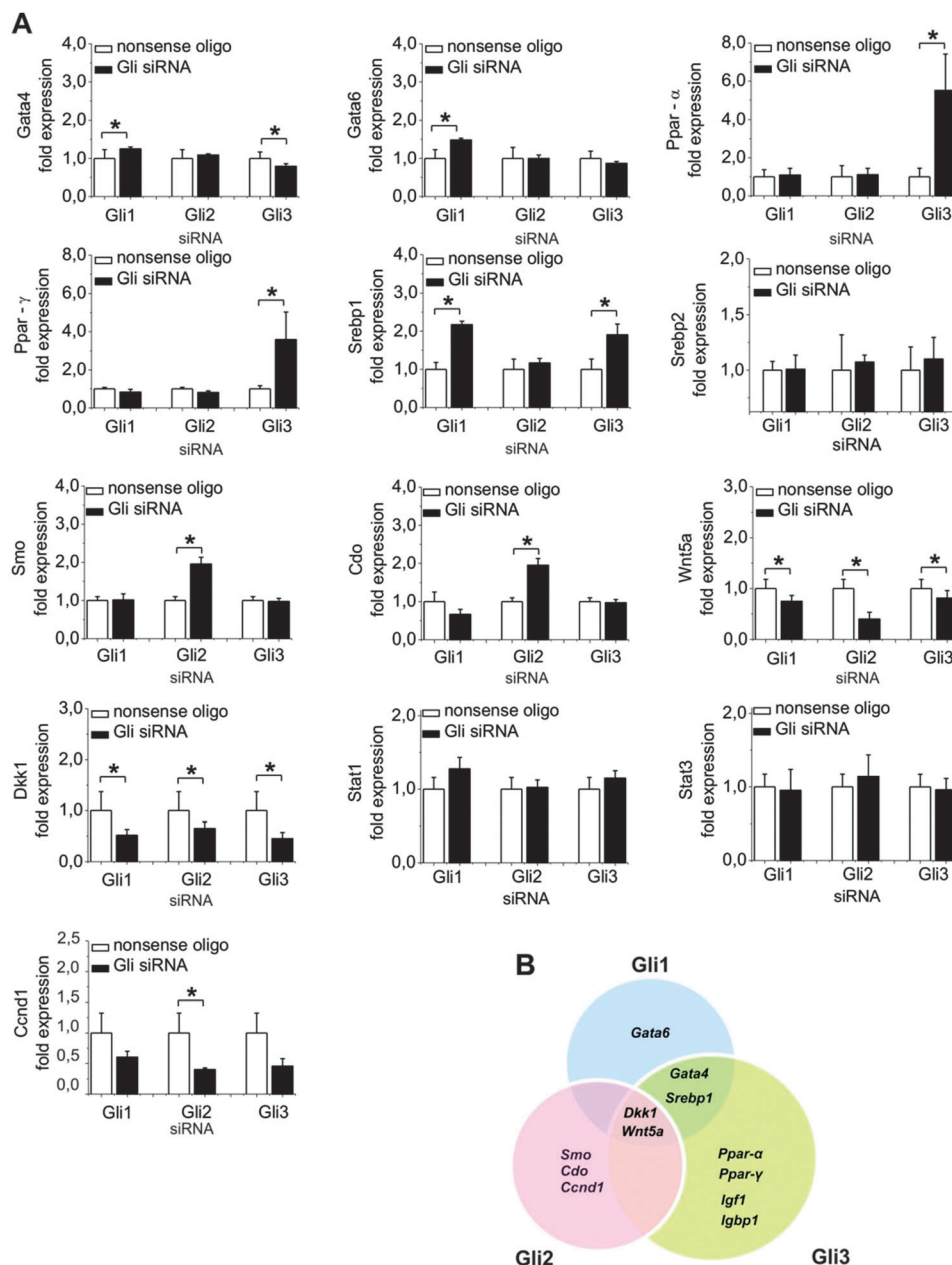 A
Gata4
fold expression
4,0
3,0
2,0
1,0
0,0
nonsense oligo
Gli siRNA
*
*
Gli1
Gli2
Gli3
siRNA
Gata6
fold expression
4,0
3,0
2,0
1,0
0,0
nonsense oligo
Gli siRNA
*
Gli1
Gli2
Gli3
siRNA
Ppar - α
fold expression
8,0
6,0
4,0
2,0
0,0
nonsense oligo
Gli siRNA
*
Gli1
Gli2
Gli3
siRNA
Ppar - γ
fold expression
8,0
6,0
4,0
2,0
0,0
nonsense oligo
Gli siRNA
*
Gli1
Gli2
Gli3
siRNA
Srebp1
fold expression
4,0
3,0
2,0
1,0
0,0
nonsense oligo
Gli siRNA
*
*
Gli1
Gli2
Gli3
siRNA
Srebp2
fold expression
2,0
1,0
nonsense oligo
Gli siRNA
Gli1
Gli2
Gli3
siRNA
Smo
fold expression
4,0
3,0
2,0
1,0
0,0
nonsense oligo
Gli siRNA
*
Gli1
Gli2
Gli3
siRNA
Cdo
fold expression
4,0
3,0
2,0
1,0
0,0
nonsense oligo
Gli siRNA
*
Gli1
Gli2
Gli3
siRNA
Wnt5a
fold expression
3,0
2,0
1,0
0,0
nonsense oligo
Gli siRNA
*
*
*
Gli1
Gli2
Gli3
siRNA
Dkk1
fold expression
3,0
2,0
1,0
0,0
nonsense oligo
Gli siRNA
*
*
*
Gli1
Gli2
Gli3
siRNA
Stat1
fold expression
2,0
1,0
0,0
nonsense oligo
Gli siRNA
Gli1
Gli2
Gli3
siRNA
Stat3
fold expression
2,0
1,0
0,0
nonsense oligo
Gli siRNA
Gli1
Gli2
Gli3
siRNA
Ccnd1
fold expression
2,5
2,0
1,5
1,0
0,5
0,0
nonsense oligo
Gli siRNA
*
Gli1
Gli2
Gli3
siRNA
B
Gli1
Gata6
Gata4
Srebp1
Dkk1
Wnt5a
Smo
Cdo
Ccnd1
Ppar-α
Ppar-γ
Igf1
Igbp1
Gli2
Gli3